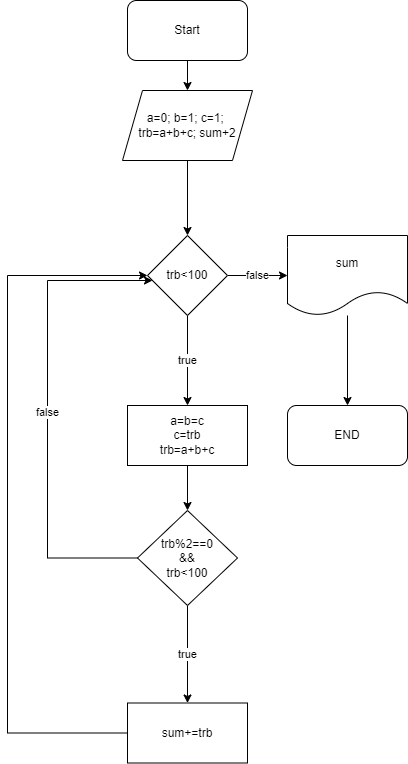 Start
a=0; b=1; c=1;
trb=a+b+c; sum+2
trb<100
false
sum
true
a=b=c
c=trb
trb=a+b+c
false
END
trb%2==0
&&
trb<100
true
sum+=trb